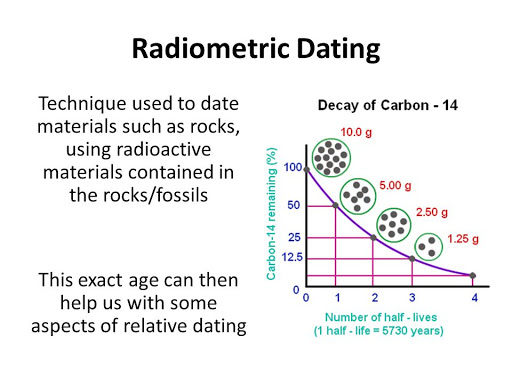 Radiometric Dating
Technique used to date
materials such as rocks,
using radioactive
materials contained in
the rocks/fossils
This exact age can then
help us with some
aspects of relative dating
Decay of Carbon - 14
10.0 g
5.00 g
2.50 g
1.25 g
Carbon-14 remaining (%)
100
50
25
12.5
0
0 1 2 3 4
Number of half - lives
(1 half - life = 5730 years)